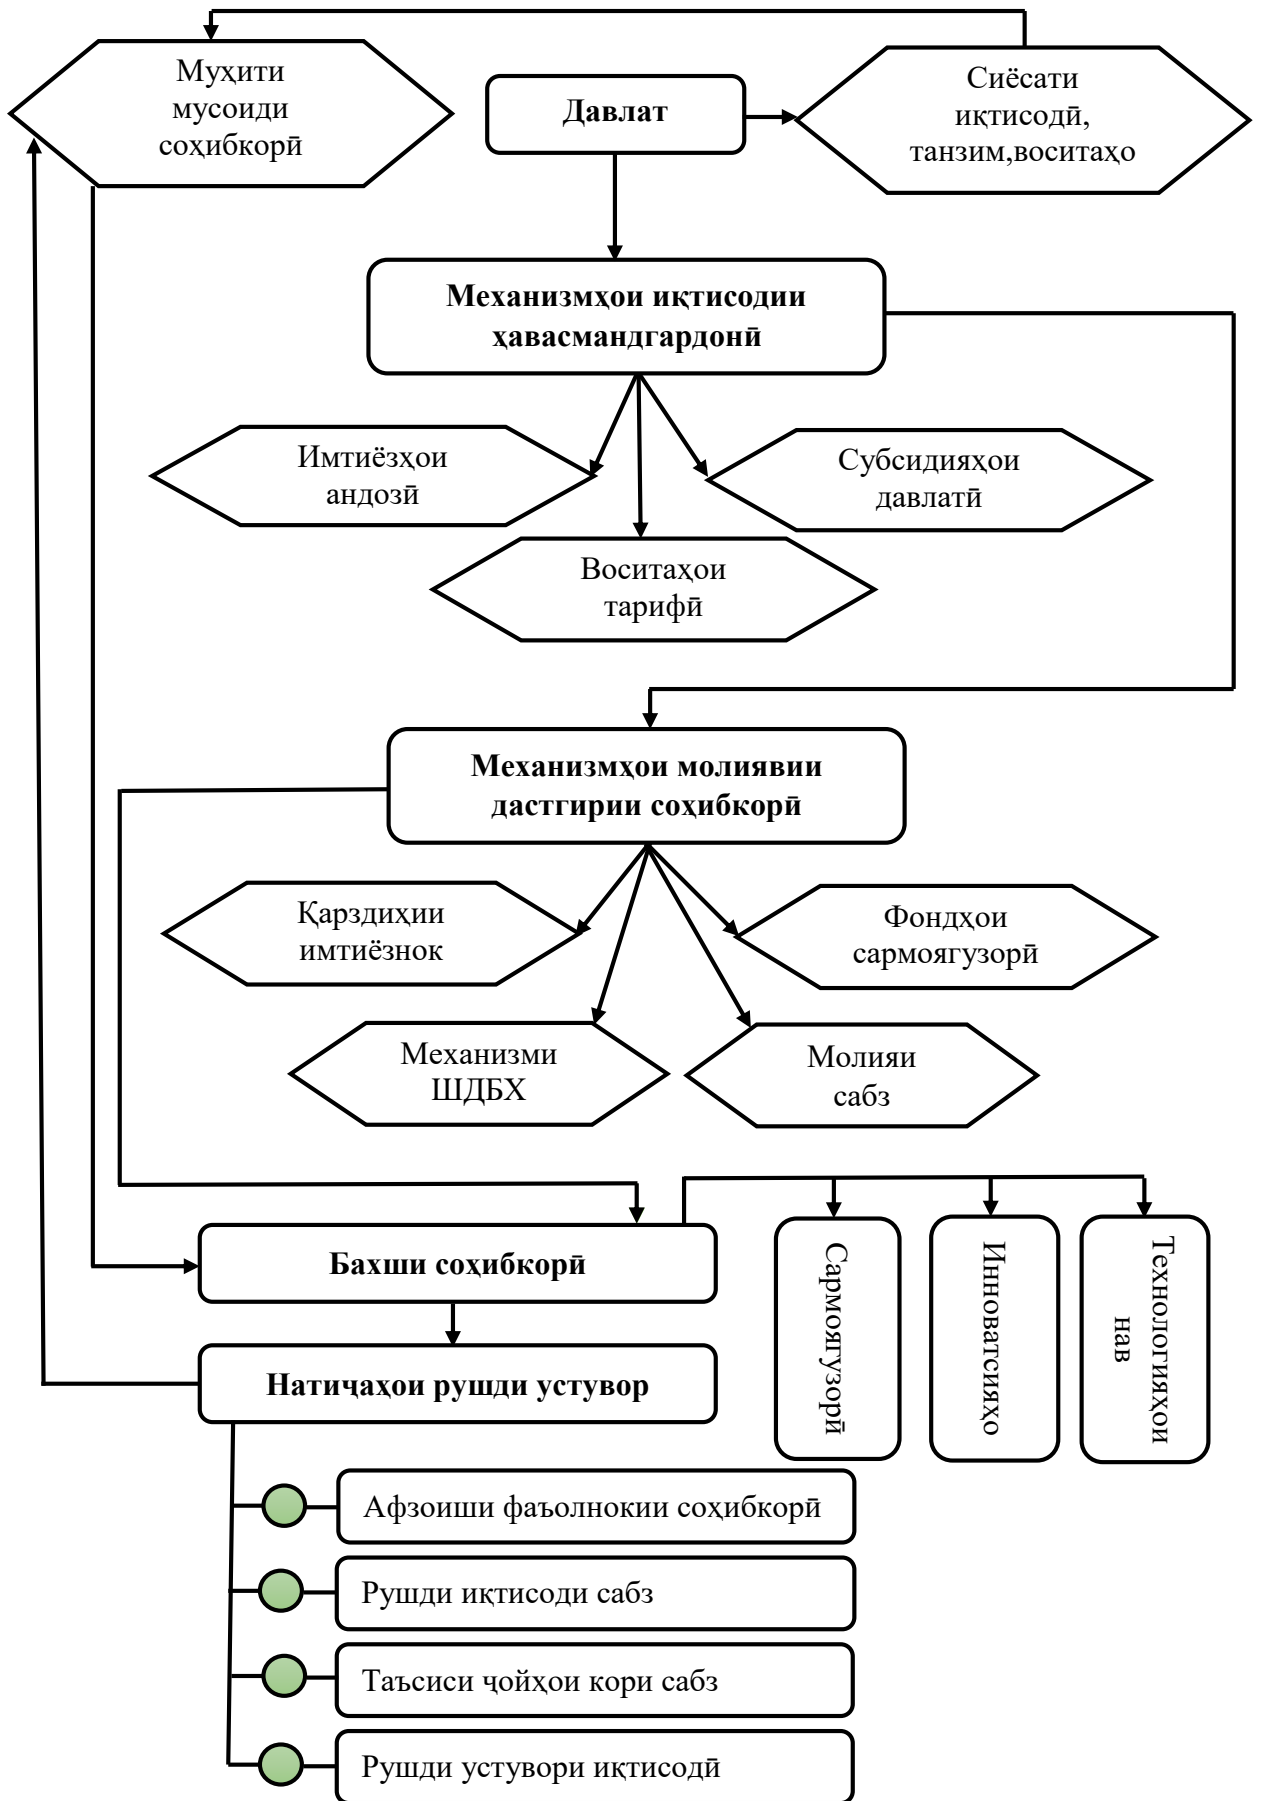 Муҳити
мусоиди
соҳибкорӣ
Давлат
Сиёсати
иқтисодӣ,
танзим,воситаҳо
Механизмҳои иқтисодии
ҳавасмандгардонӣ
Имтиёзҳои
андозӣ
Субсидияҳои
давлатӣ
Воситаҳои
тарифӣ
Механизмҳои молиявии
дастгирии соҳибкорӣ
Қарздиҳии
имтиёзнок
Фондҳои
сармоягузорӣ
Механизми
ШДБХ
Молияи
сабз
Бахши соҳибкорӣ
Сармоягузорӣ
Инноватсияҳо
Технологияҳои
нав
Натиҷаҳои рушди устувор
Афзоиши фаъолнокии соҳибкорӣ
Рушди иқтисоди сабз
Таъсиси ҷойҳои кори сабз
Рушди устувори иқтисодӣ